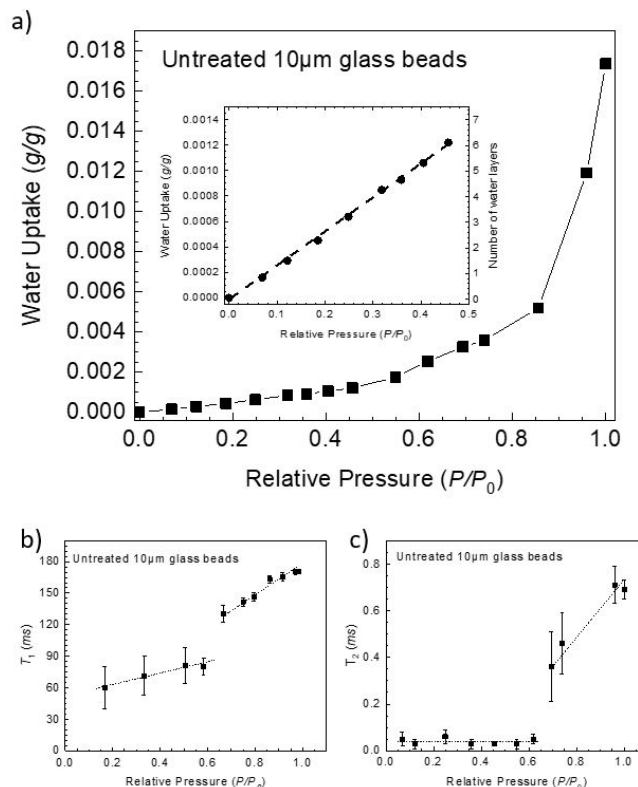 a)
Untreated 10μm glass beads
Water Uptake (g/g)
0.018
0.016
0.014
0.012
0.010
0.008
0.006
0.004
0.002
0.000
0.0 0.2 0.4 0.6 0.8 1.0
Relative Pressure (P/P₀)
Water Uptake (g/g)
0.0014
0.0012
0.0010
0.0008
0.0006
0.0004
0.0002
0.0000
0.0 0.1 0.2 0.3 0.4 0.5
Relative Pressure (P/P₀)
7
6
5
4
3
2
1
0
Number of water layers
b)
Untreated 10μm glass beads
T₁ (ms)
180
150
120
90
60
30
0
0.0 0.2 0.4 0.6 0.8 1.0
Relative Pressure (P/P₀)
c)
Untreated 10μm glass beads
T₂ (ms)
0.8
0.6
0.4
0.2
0.0
0.0 0.2 0.4 0.6 0.8 1.0
Relative Pressure (P/P₀)